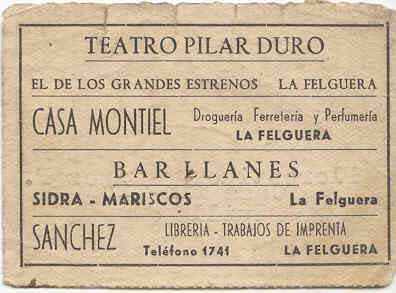 TEATRO PILAR DURO
EL DE LOS GRANDES ESTRENOS LA FELGUERA
CASA MONTIEL Droguería Ferretería y Perfumería
LA FELGUERA
BAR LLANES
SIDRA - MARISCOS La Felguera
SANCHEZ LIBRERIA - TRABAJOS DE IMPRENTA
Teléfono 1741 LA FELGUERA